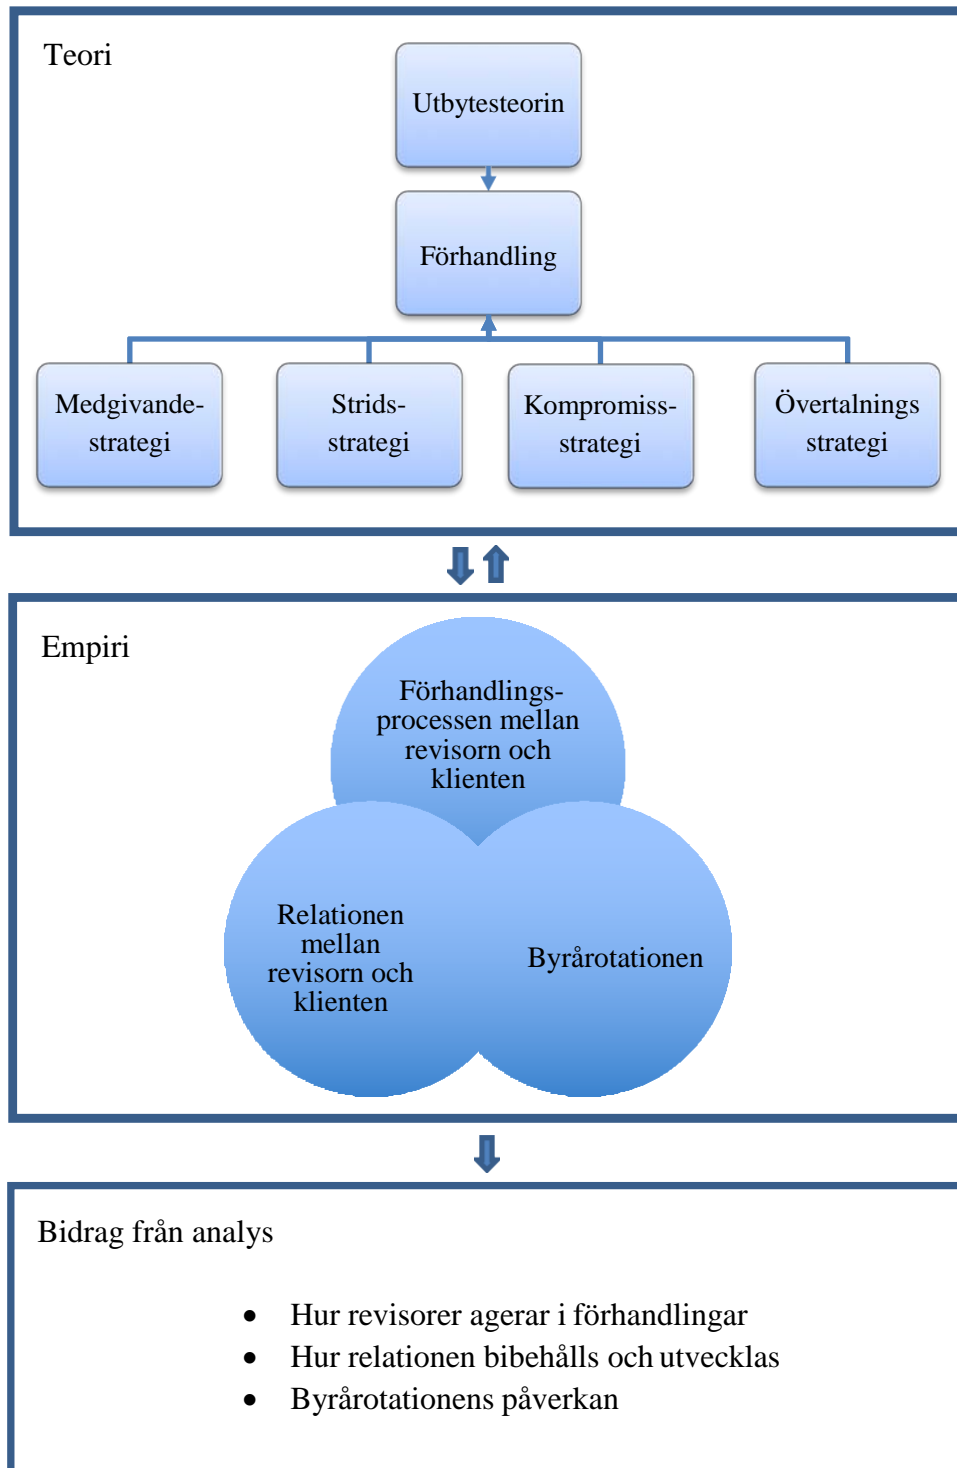 Teori
Utbytesteorin
Förhandling
Medgivande-
strategi
Strids-
strategi
Kompromiss-
strategi
Övertalnings
strategi
Empiri
Förhandlings-
processen mellan
revisorn och
klienten
Relationen
mellan
revisorn och
klienten
Byrårotationen
Bidrag från analys
• Hur revisorer agerar i förhandlingar
• Hur relationen bibehålls och utvecklas
• Byrårotationens påverkan